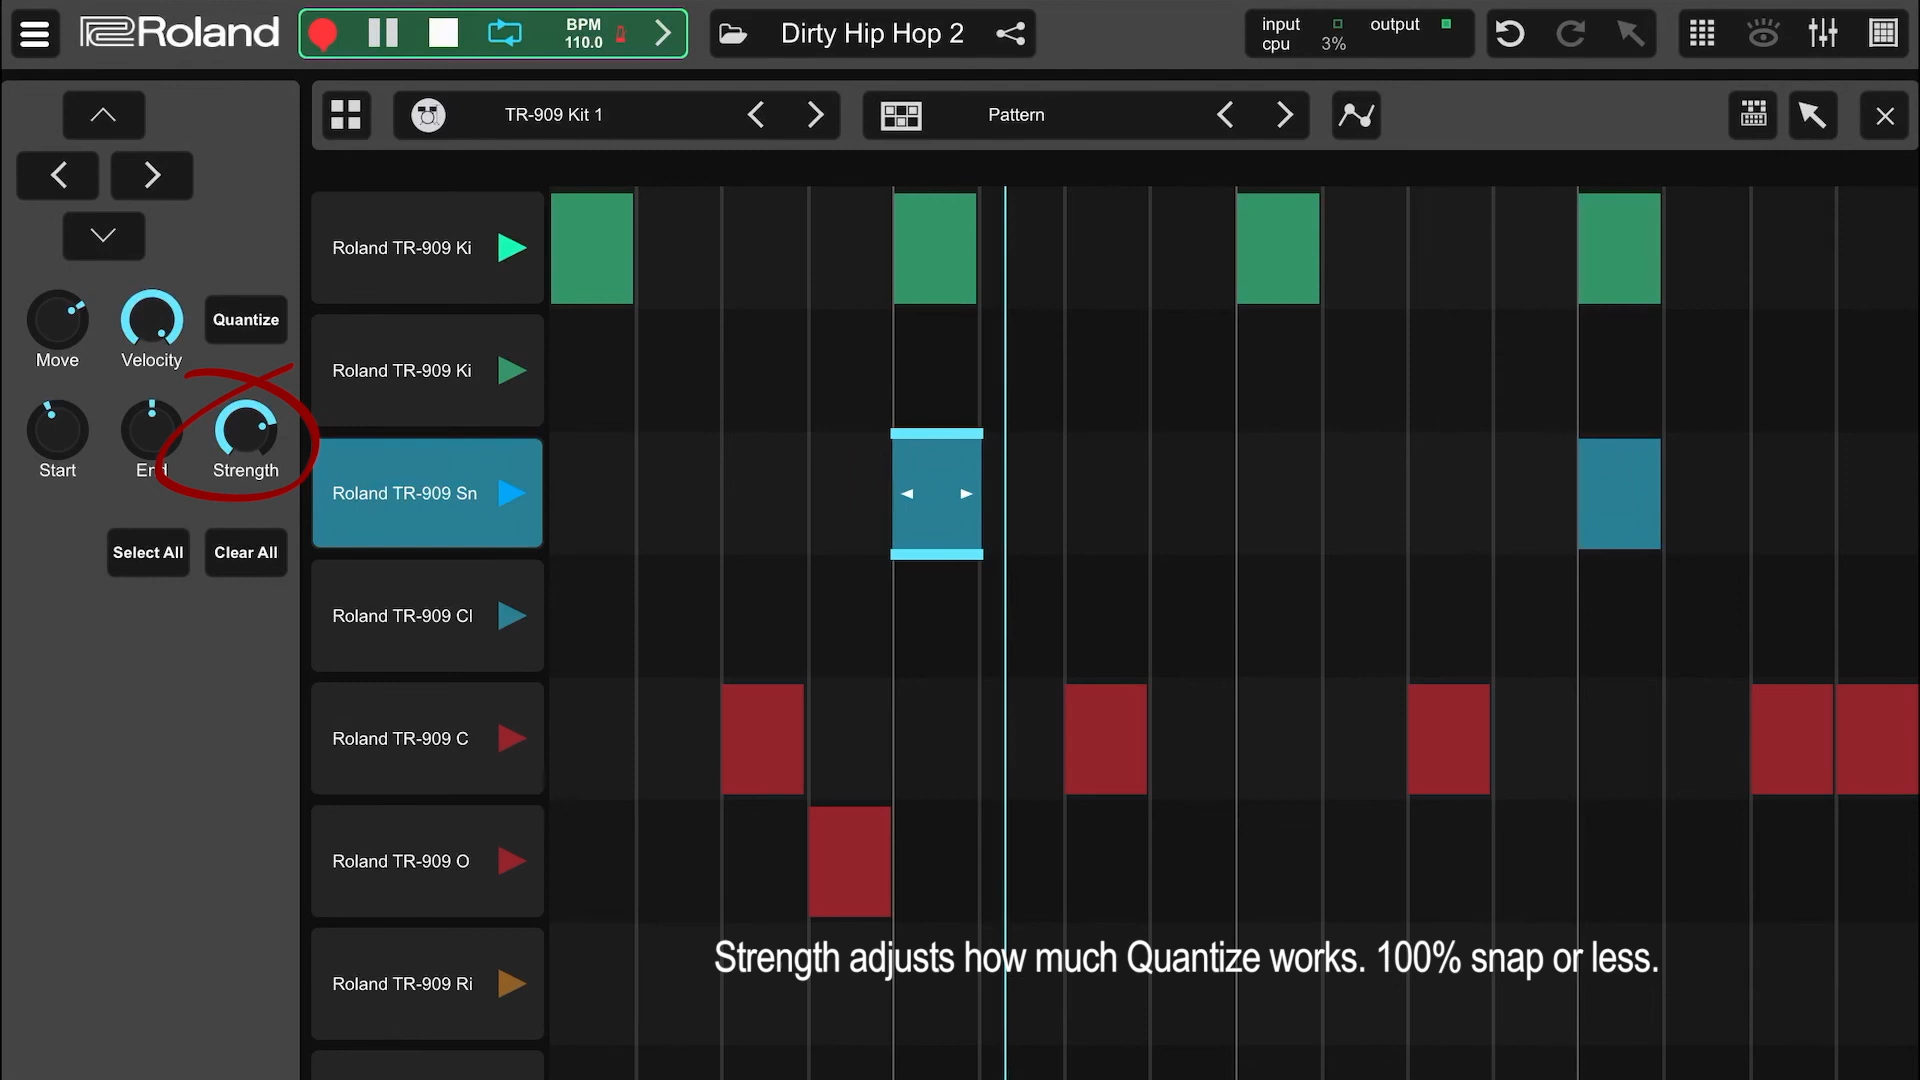 Roland
BPM
110.0
Dirty Hip Hop 2
input
output
cpu
3%
TR-909 Kit 1
Pattern
Move
Velocity
Quantize
Start
End
Strength
Select All
Clear All
Roland TR-909 Ki
Roland TR-909 Ki
Roland TR-909 Sn
Roland TR-909 Cl
Roland TR-909 C
Roland TR-909 O
Roland TR-909 Ri
Strength adjusts how much Quantize works. 100% snap or less.